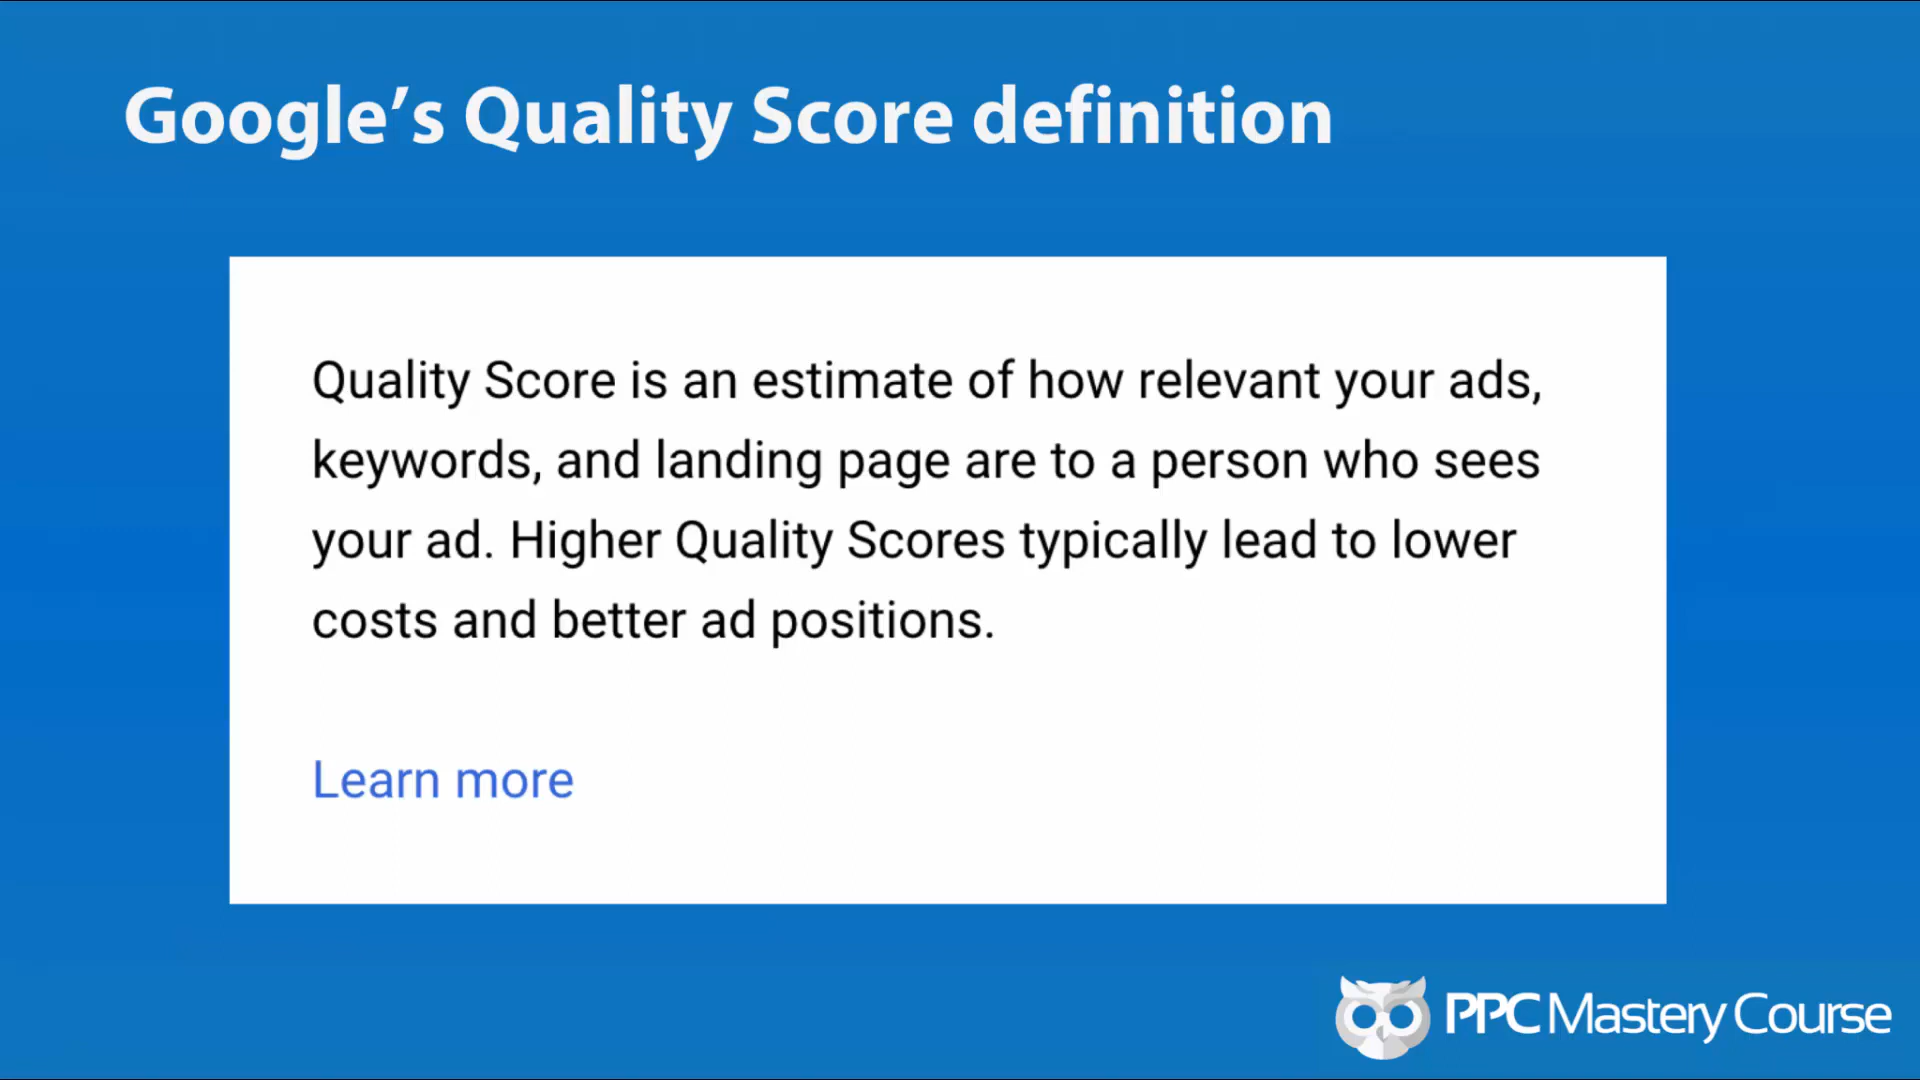 Google’s Quality Score definition
Quality Score is an estimate of how relevant your ads,
keywords, and landing page are to a person who sees
your ad. Higher Quality Scores typically lead to lower
costs and better ad positions.
Learn more
PPC Mastery Course